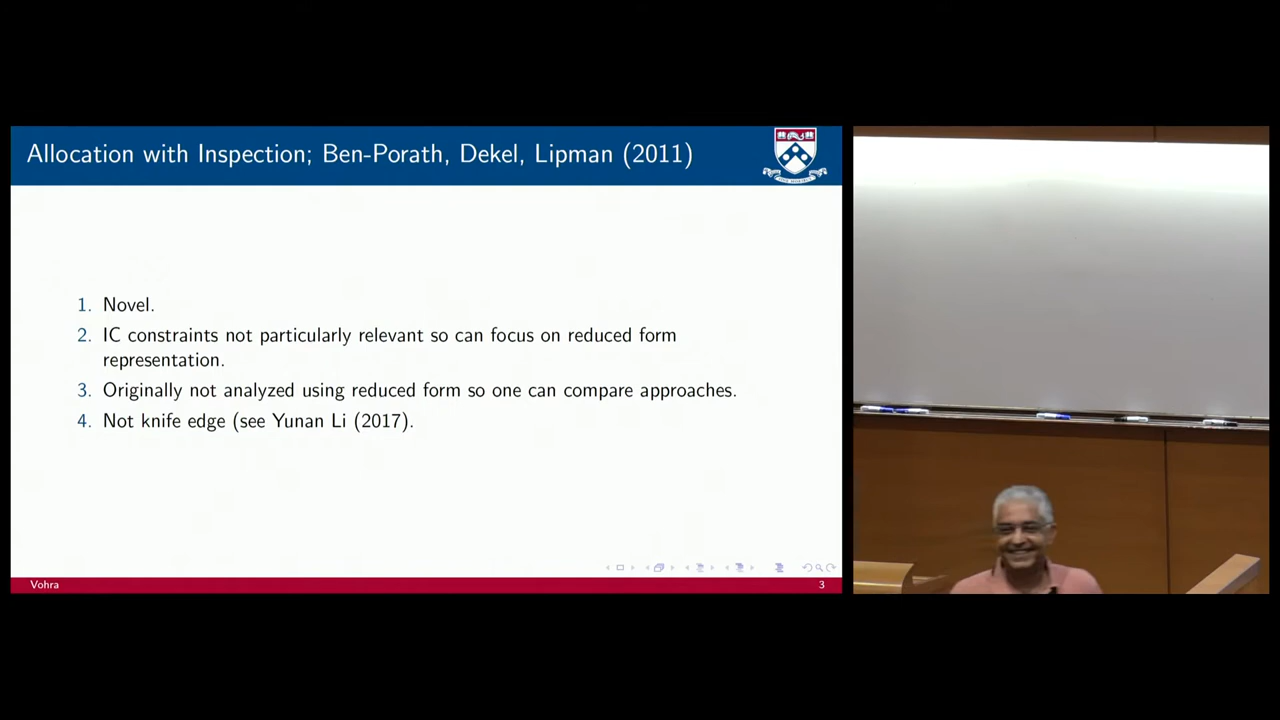 Allocation with Inspection; Ben-Porath, Dekel, Lipman (2011)
1. Novel.
2. IC constraints not particularly relevant so can focus on reduced form
representation.
3. Originally not analyzed using reduced form so one can compare approaches.
4. Not knife edge (see Yunan Li (2017).
Vohra
3